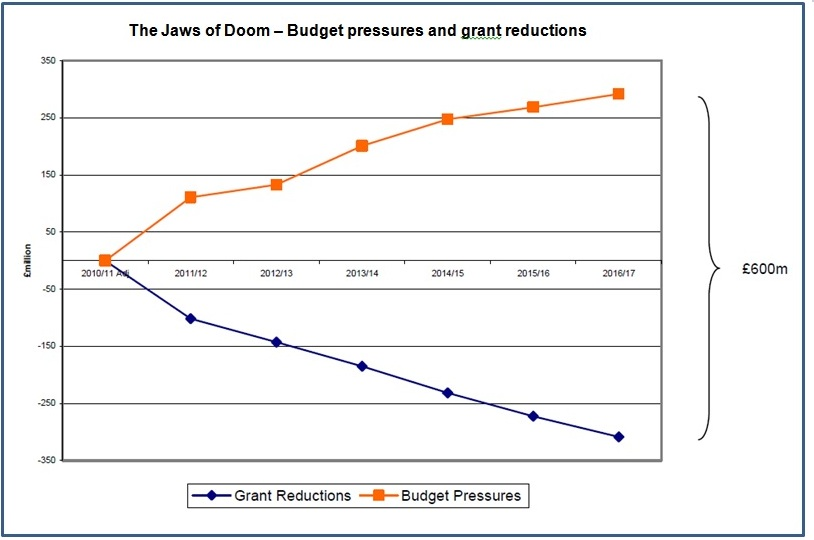 The Jaws of Doom – Budget pressures and grant reductions
350
250
150
50
-50
-150
-250
-350
£million
2010/11 Adj
2011/12
2012/13
2013/14
2014/15
2015/16
2016/17
£600m
Grant Reductions
Budget Pressures